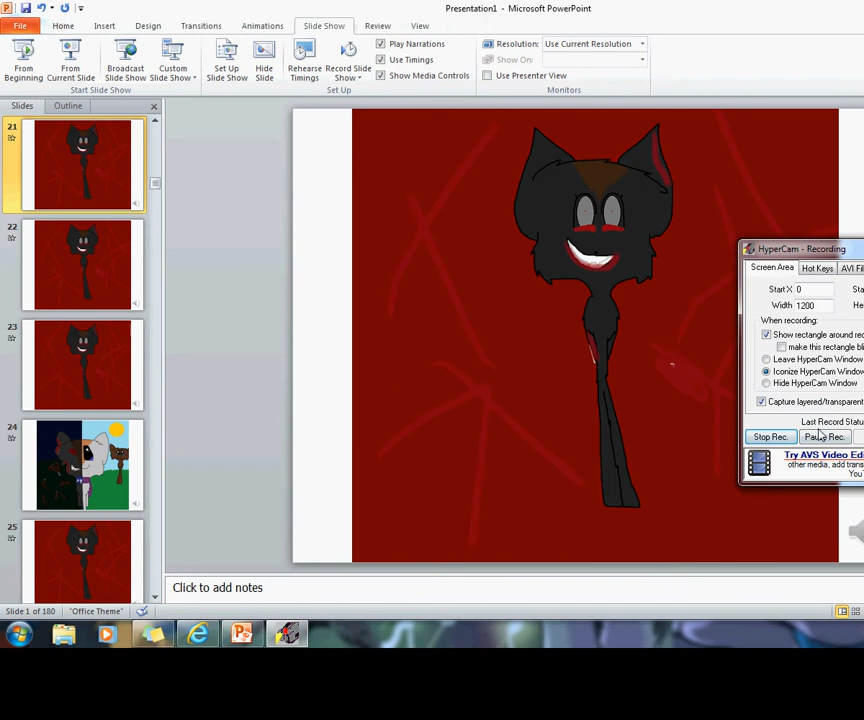 Presentation1 - Microsoft PowerPoint
File Home Insert Design Transitions Animations Slide Show Review View
From Beginning
From Current Slide
Broadcast Slide Show
Custom Slide Show
Set Up Slide Show
Hide Slide
Rehearse Timings
Record Slide Show
Play Narrations
Use Timings
Show Media Controls
Resolution: Use Current Resolution
Show On:
Use Presenter View
Start Slide Show Set Up Monitors
Slides Outline
21
22
23
24
25
HyperCam - Recording
Screen Area Hot Keys AVI Fil
Start X 0 Sta
Width 1200 He
When recording:
Show rectangle around rec
make this rectangle bli
Leave HyperCam Window
Iconize HyperCam Window
Hide HyperCam Window
Capture layered/transparent
Last Record Statu
Stop Rec. Pause Rec.
Try AVS Video Edi
other media, add trans
You
Click to add notes
Slide 1 of 180 "Office Theme"